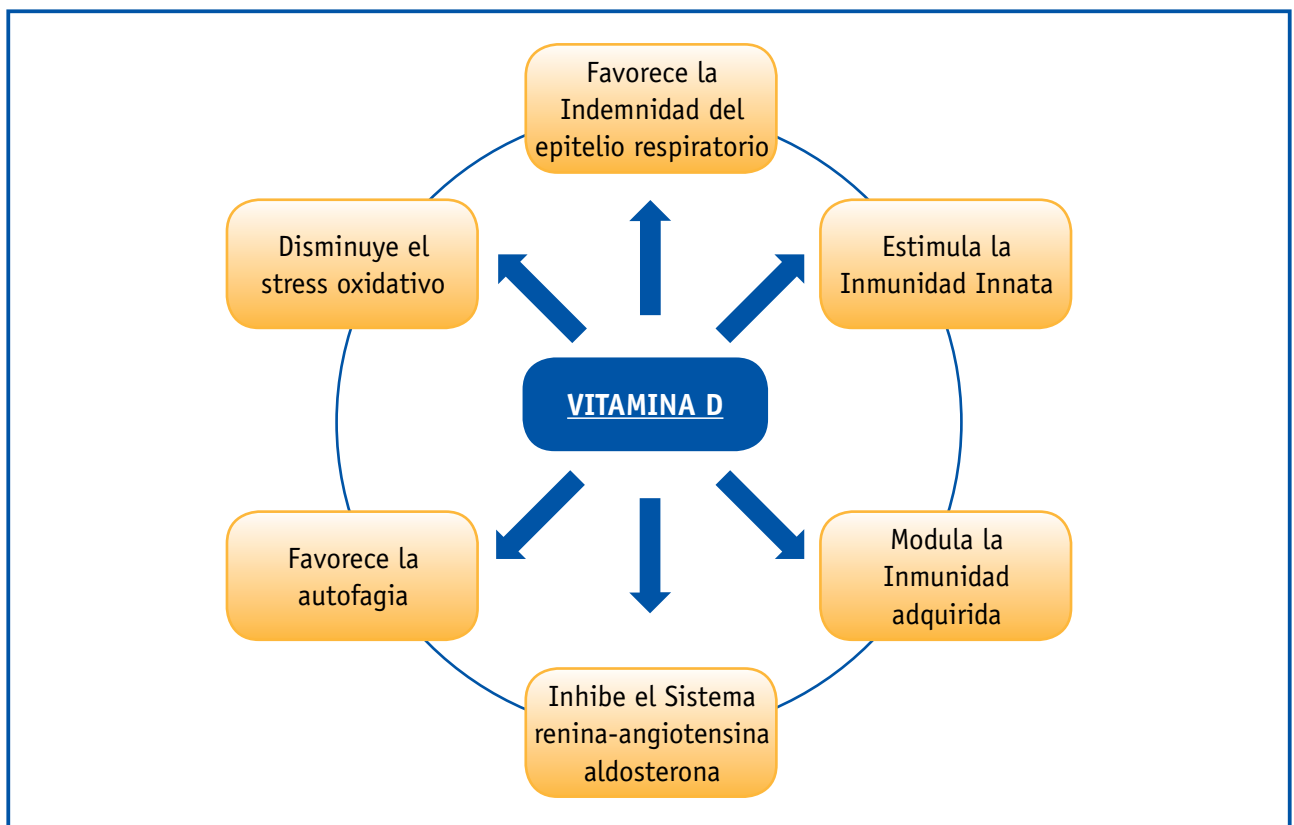 Favorece la
Indemnidad del
epitelio respiratorio
Disminuye el
stress oxidativo
Estimula la
Inmunidad Innata
VITAMINA D
Favorece la
autofagia
Modula la
Inmunidad
adquirida
Inhibe el Sistema
renina-angiotensina
aldosterona